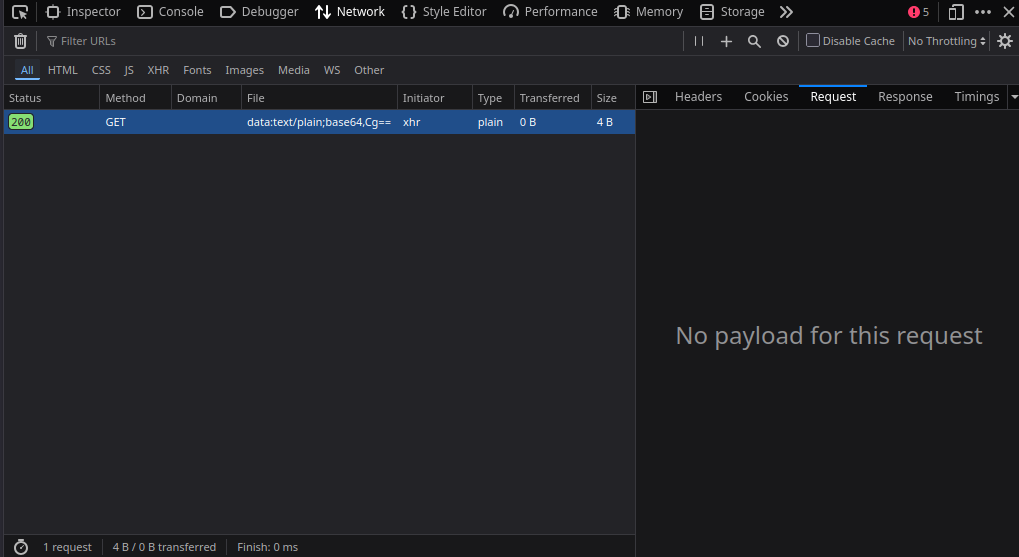 Inspector Console Debugger Network Style Editor Performance Memory Storage 5
Filter URLs Disable Cache No Throttling
All HTML CSS JS XHR Fonts Images Media WS Other
Status Method Domain File Initiator Type Transferred Size Headers Cookies Request Response Timings
200 GET data:text/plain;base64,Cg== xhr plain 0 B 4 B
No payload for this request
1 request 4 B / 0 B transferred Finish: 0 ms